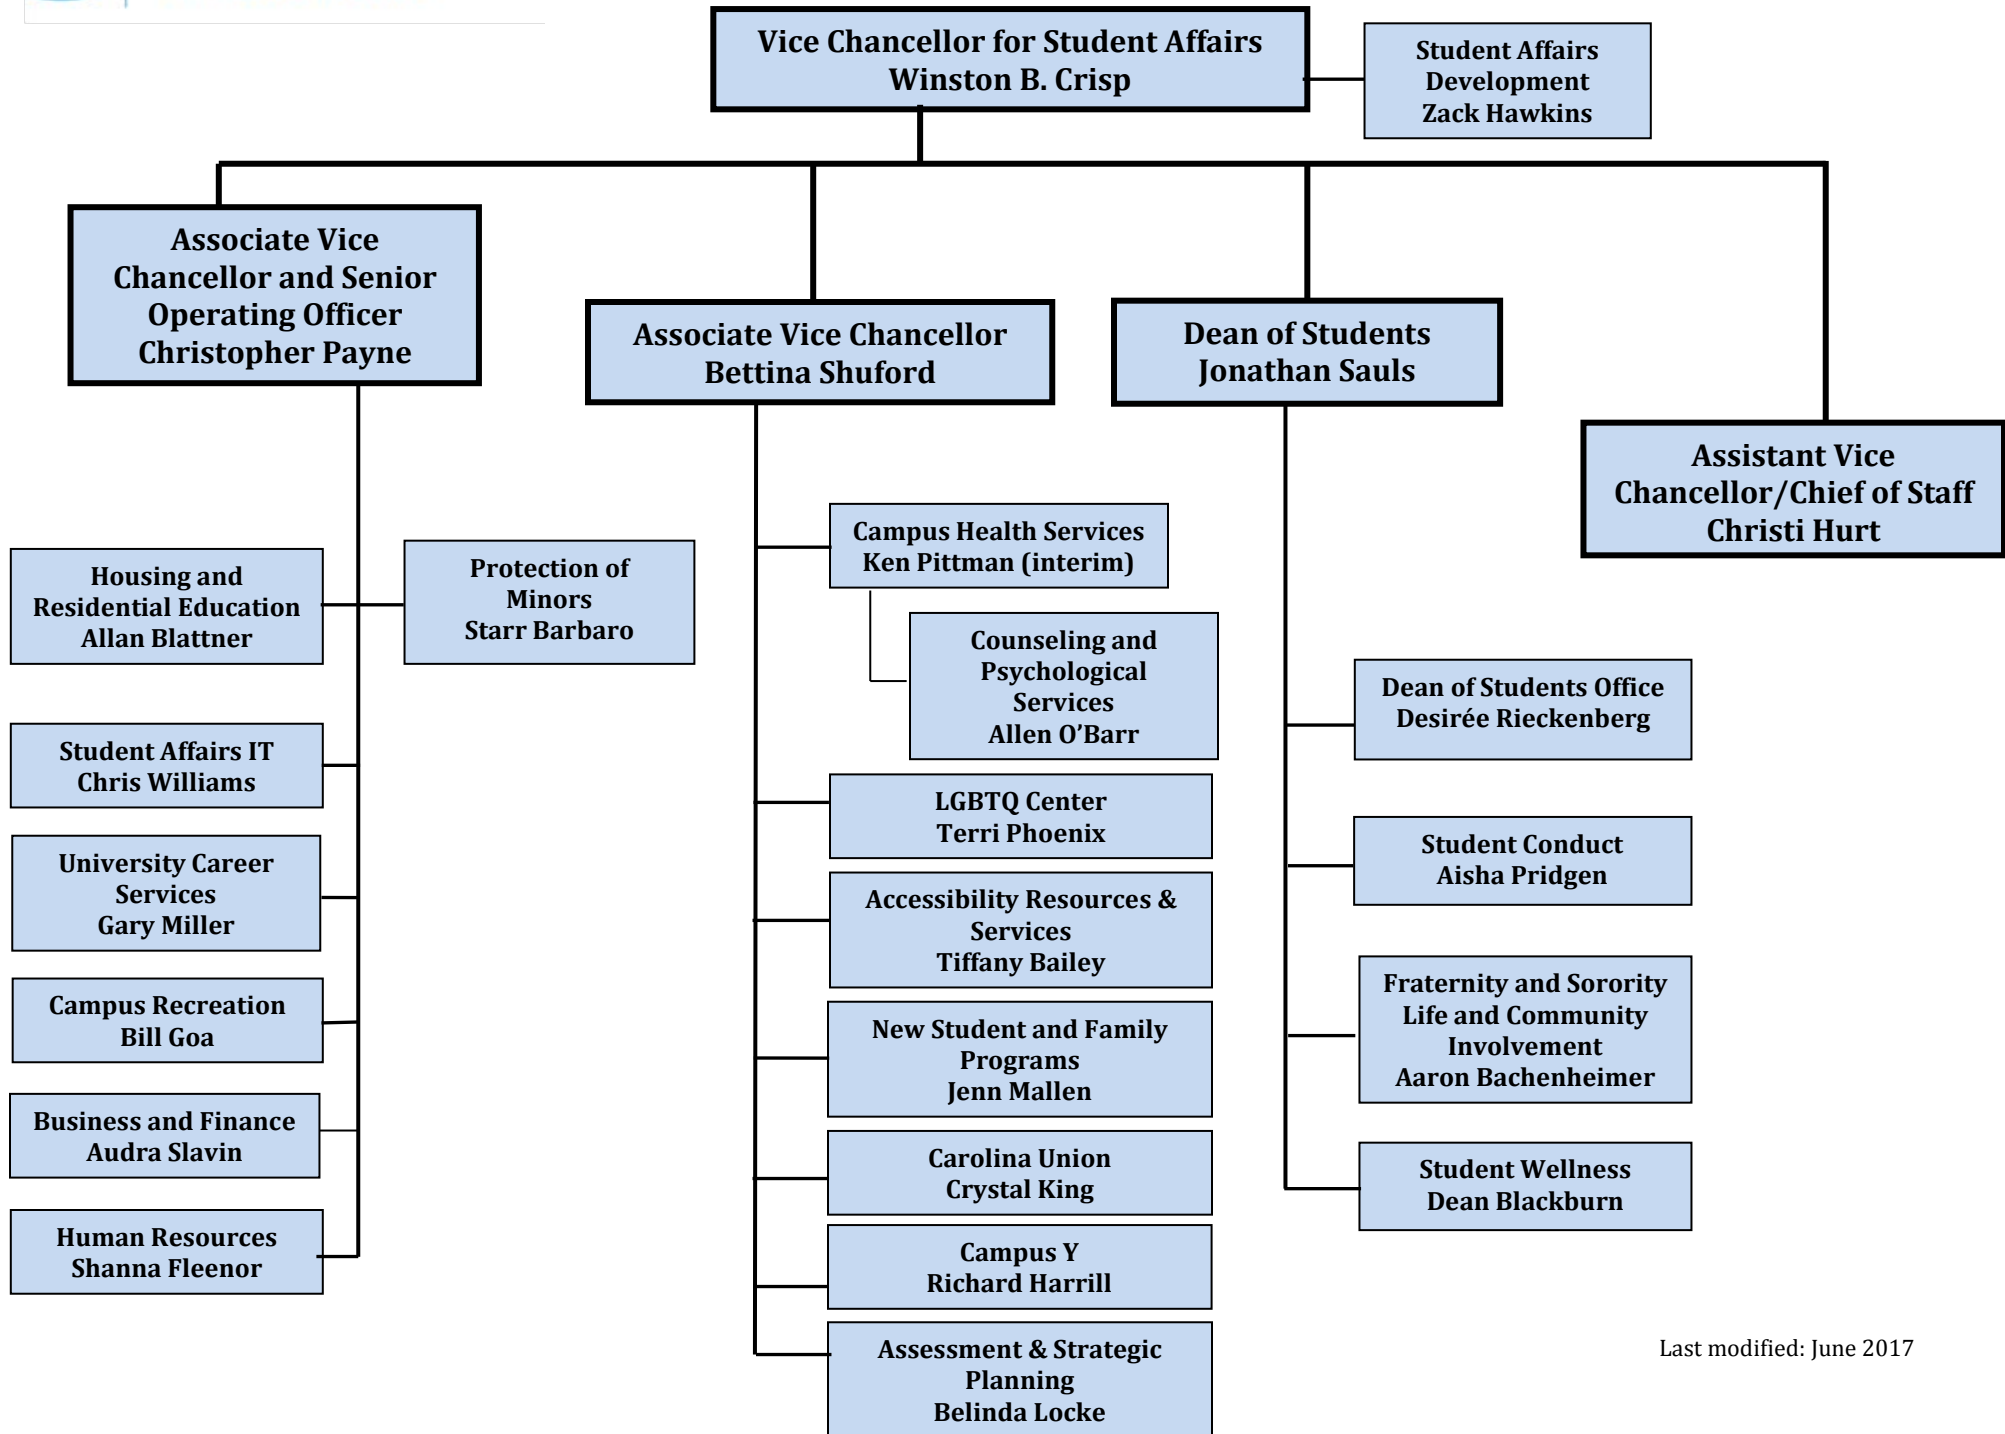 Vice Chancellor for Student Affairs
Winston B. Crisp
Student Affairs
Development
Zack Hawkins
Associate Vice
Chancellor and Senior
Operating Officer
Christopher Payne
Associate Vice Chancellor
Bettina Shuford
Dean of Students
Jonathan Sauls
Assistant Vice
Chancellor/Chief of Staff
Christi Hurt
Housing and
Residential Education
Allan Blattner
Protection of
Minors
Starr Barbaro
Student Affairs IT
Chris Williams
University Career
Services
Gary Miller
Campus Recreation
Bill Goa
Business and Finance
Audra Slavin
Human Resources
Shanna Fleenor
Campus Health Services
Ken Pittman (interim)
Counseling and
Psychological
Services
Allen O’Barr
LGBTQ Center
Terri Phoenix
Accessibility Resources &
Services
Tiffany Bailey
New Student and Family
Programs
Jenn Mallen
Carolina Union
Crystal King
Campus Y
Richard Harrill
Assessment & Strategic
Planning
Belinda Locke
Dean of Students Office
Desirée Rieckenberg
Student Conduct
Aisha Pridgen
Fraternity and Sorority
Life and Community
Involvement
Aaron Bachenheimer
Student Wellness
Dean Blackburn
Last modified: June 2017